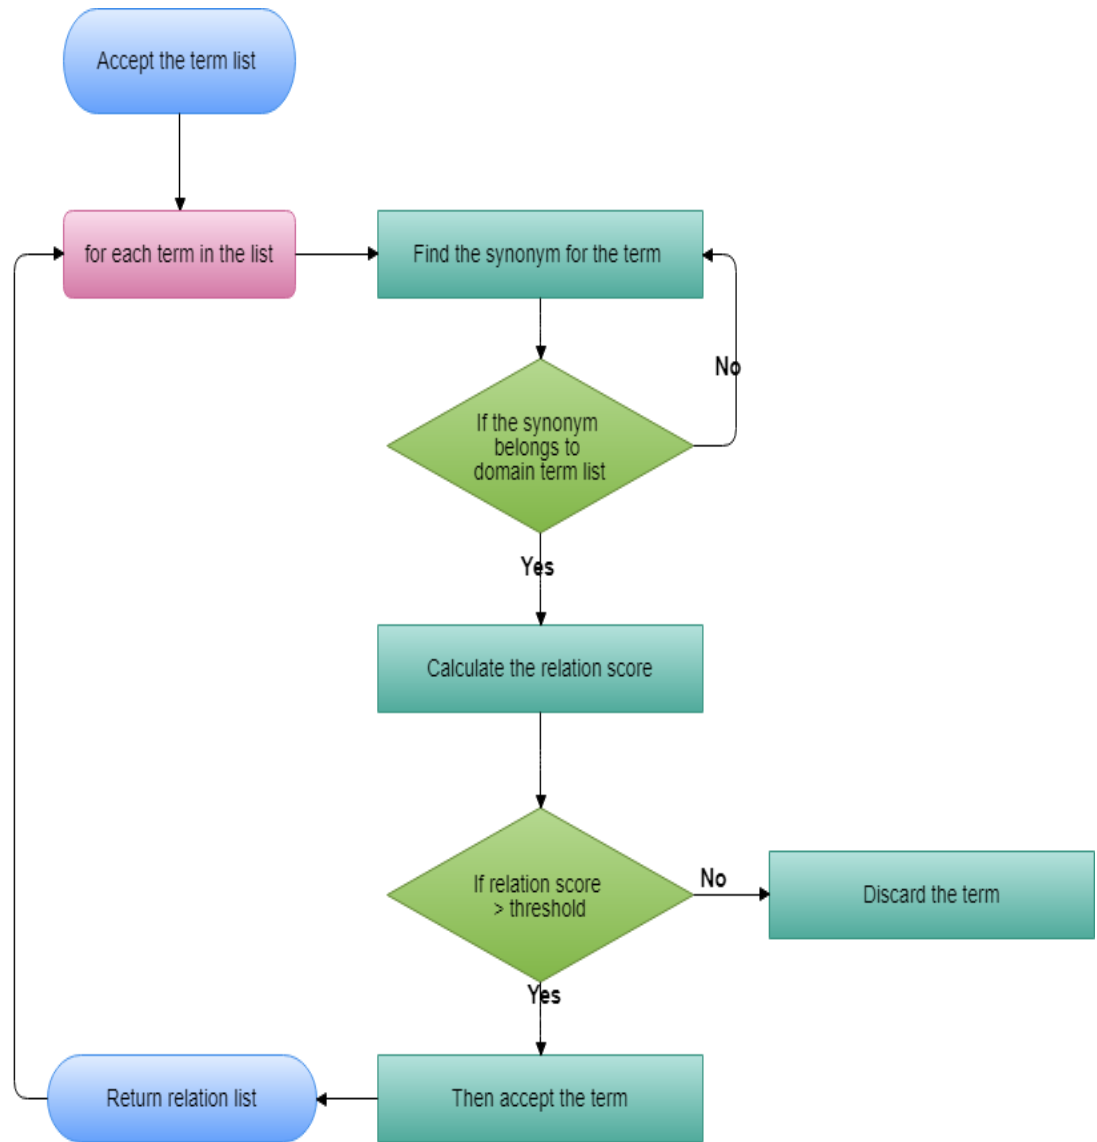 Accept the term list
for each term in the list
Find the synonym for the term
No
If the synonym
belongs to
domain term list
Yes
Calculate the relation score
If relation score
> threshold
No
Discard the term
Yes
Return relation list
Then accept the term